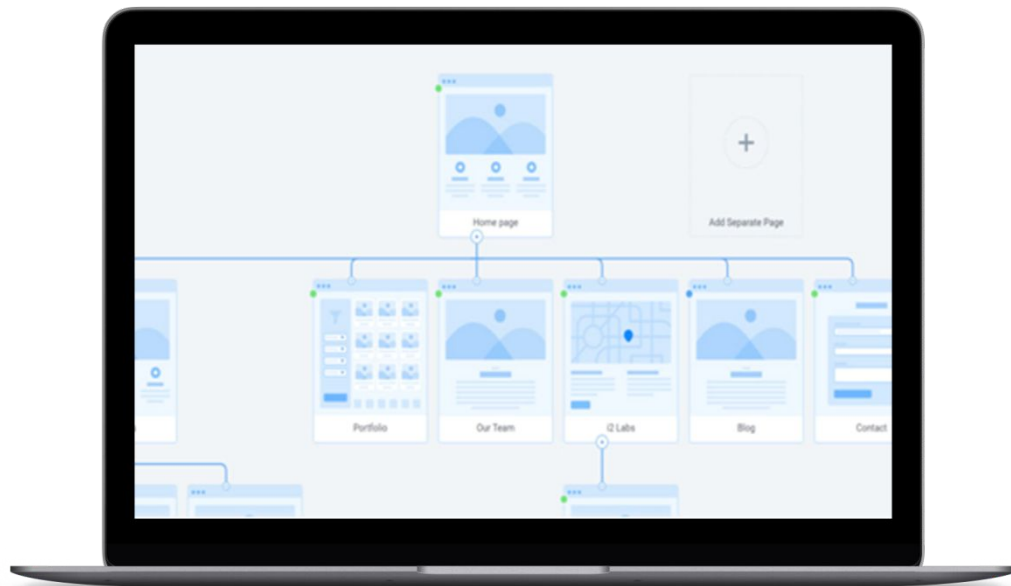 Home page
Add Separate Page
Portfolio
Our Team
i2 Labs
Blog
Contact